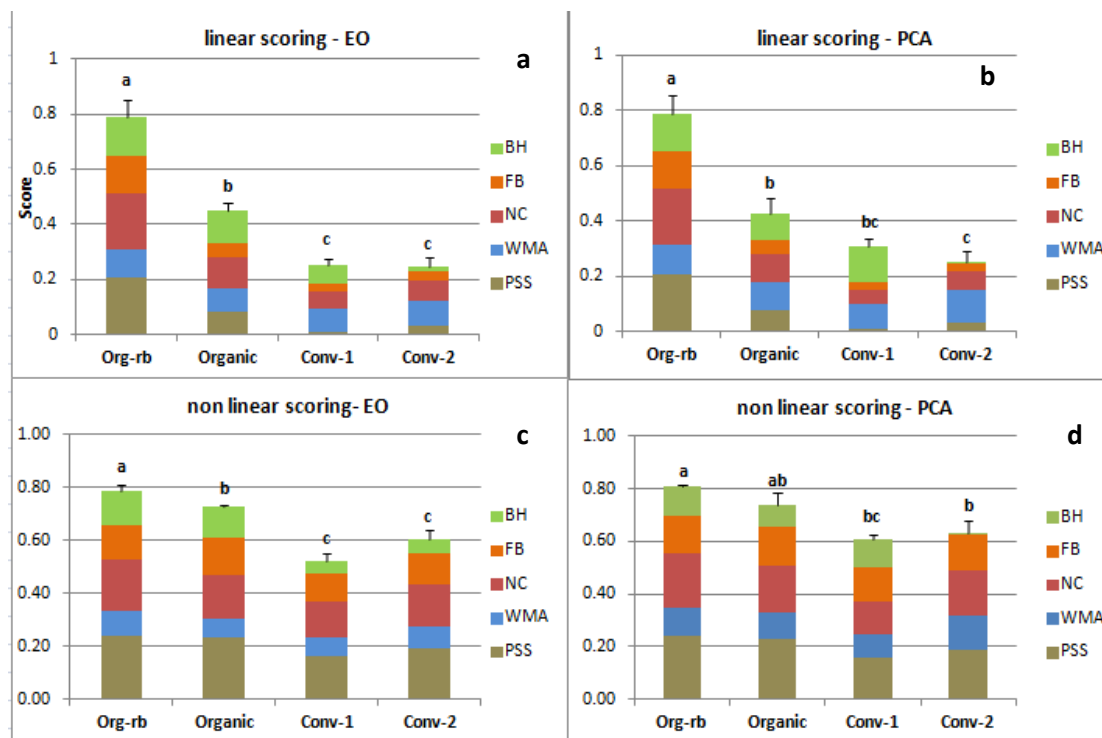 linear scoring - EO
a
1
0.8
0.6
0.4
0.2
0
Score
a
b
c
c
Org-rb Organic Conv-1 Conv-2
BH
FB
NC
WMA
PSS
linear scoring - PCA
b
1
0.8
0.6
0.4
0.2
0
a
b
bc
c
Org-rb Organic Conv-1 Conv-2
BH
FB
NC
WMA
PSS
non linear scoring- EO
c
1.00
0.80
0.60
0.40
0.20
0.00
a
b
c
c
Org-rb Organic Conv-1 Conv-2
BH
FB
NC
WMA
PSS
non linear scoring - PCA
d
1.00
0.80
0.60
0.40
0.20
0.00
a
ab
bc
b
Org-rb Organic Conv-1 Conv-2
BH
FB
NC
WMA
PSS